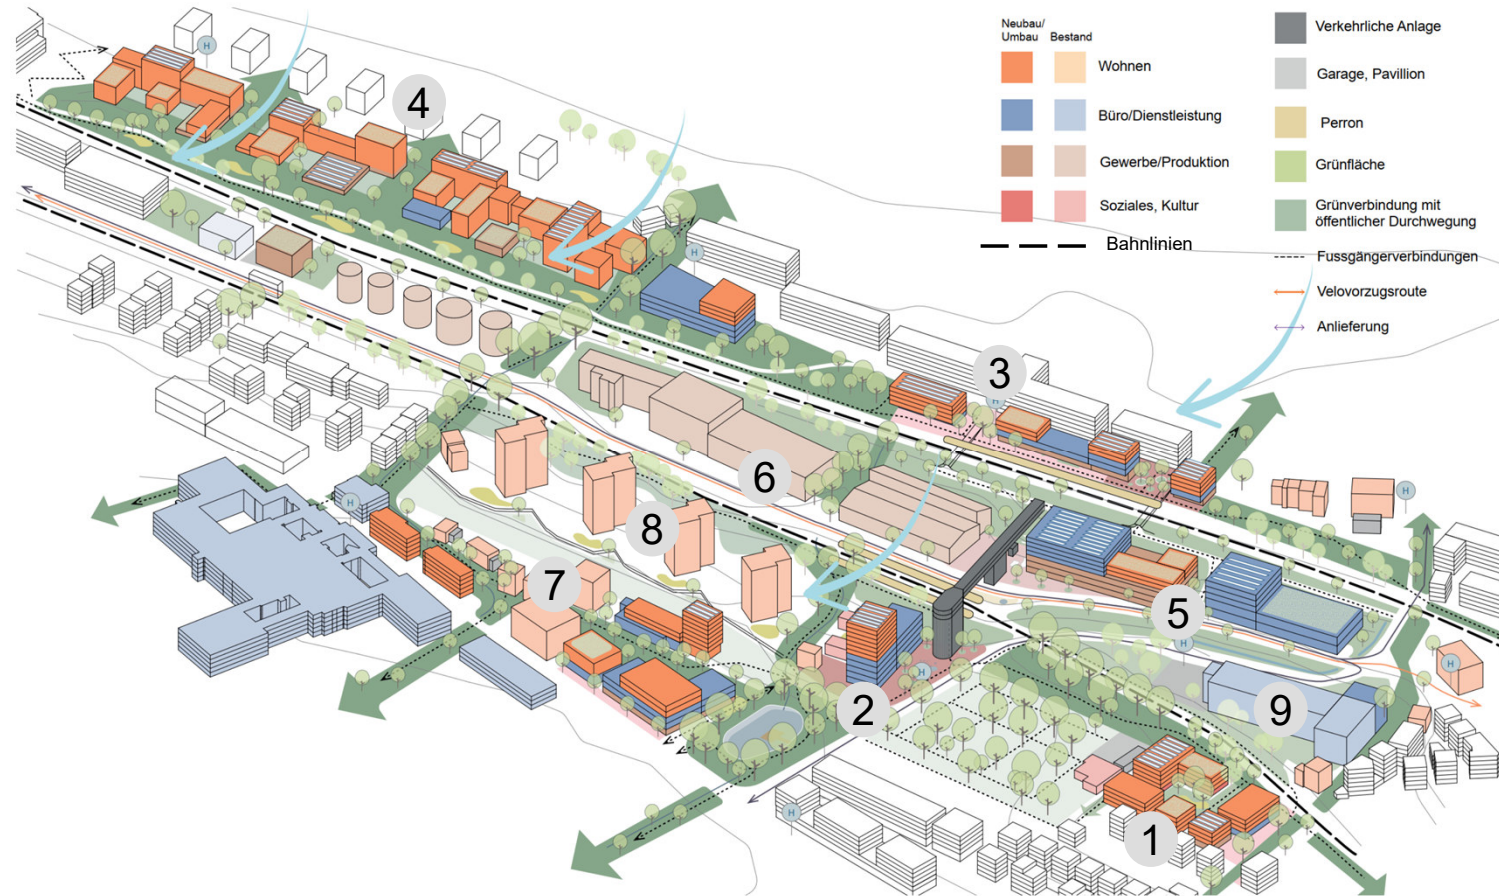 Neubau/
Umbau
Bestand
Wohnen
Büro/Dienstleistung
Gewerbe/Produktion
Soziales, Kultur
Bahnlinien
Verkehrliche Anlage
Garage, Pavillion
Perron
Grünfläche
Grünverbindung mit
öffentlicher Durchwegung
Fussgängerverbindungen
Velovorzugsroute
Anlieferung
H
4
H
3
H
H
H
6
8
7
5
H
H
H
2
9
H
1